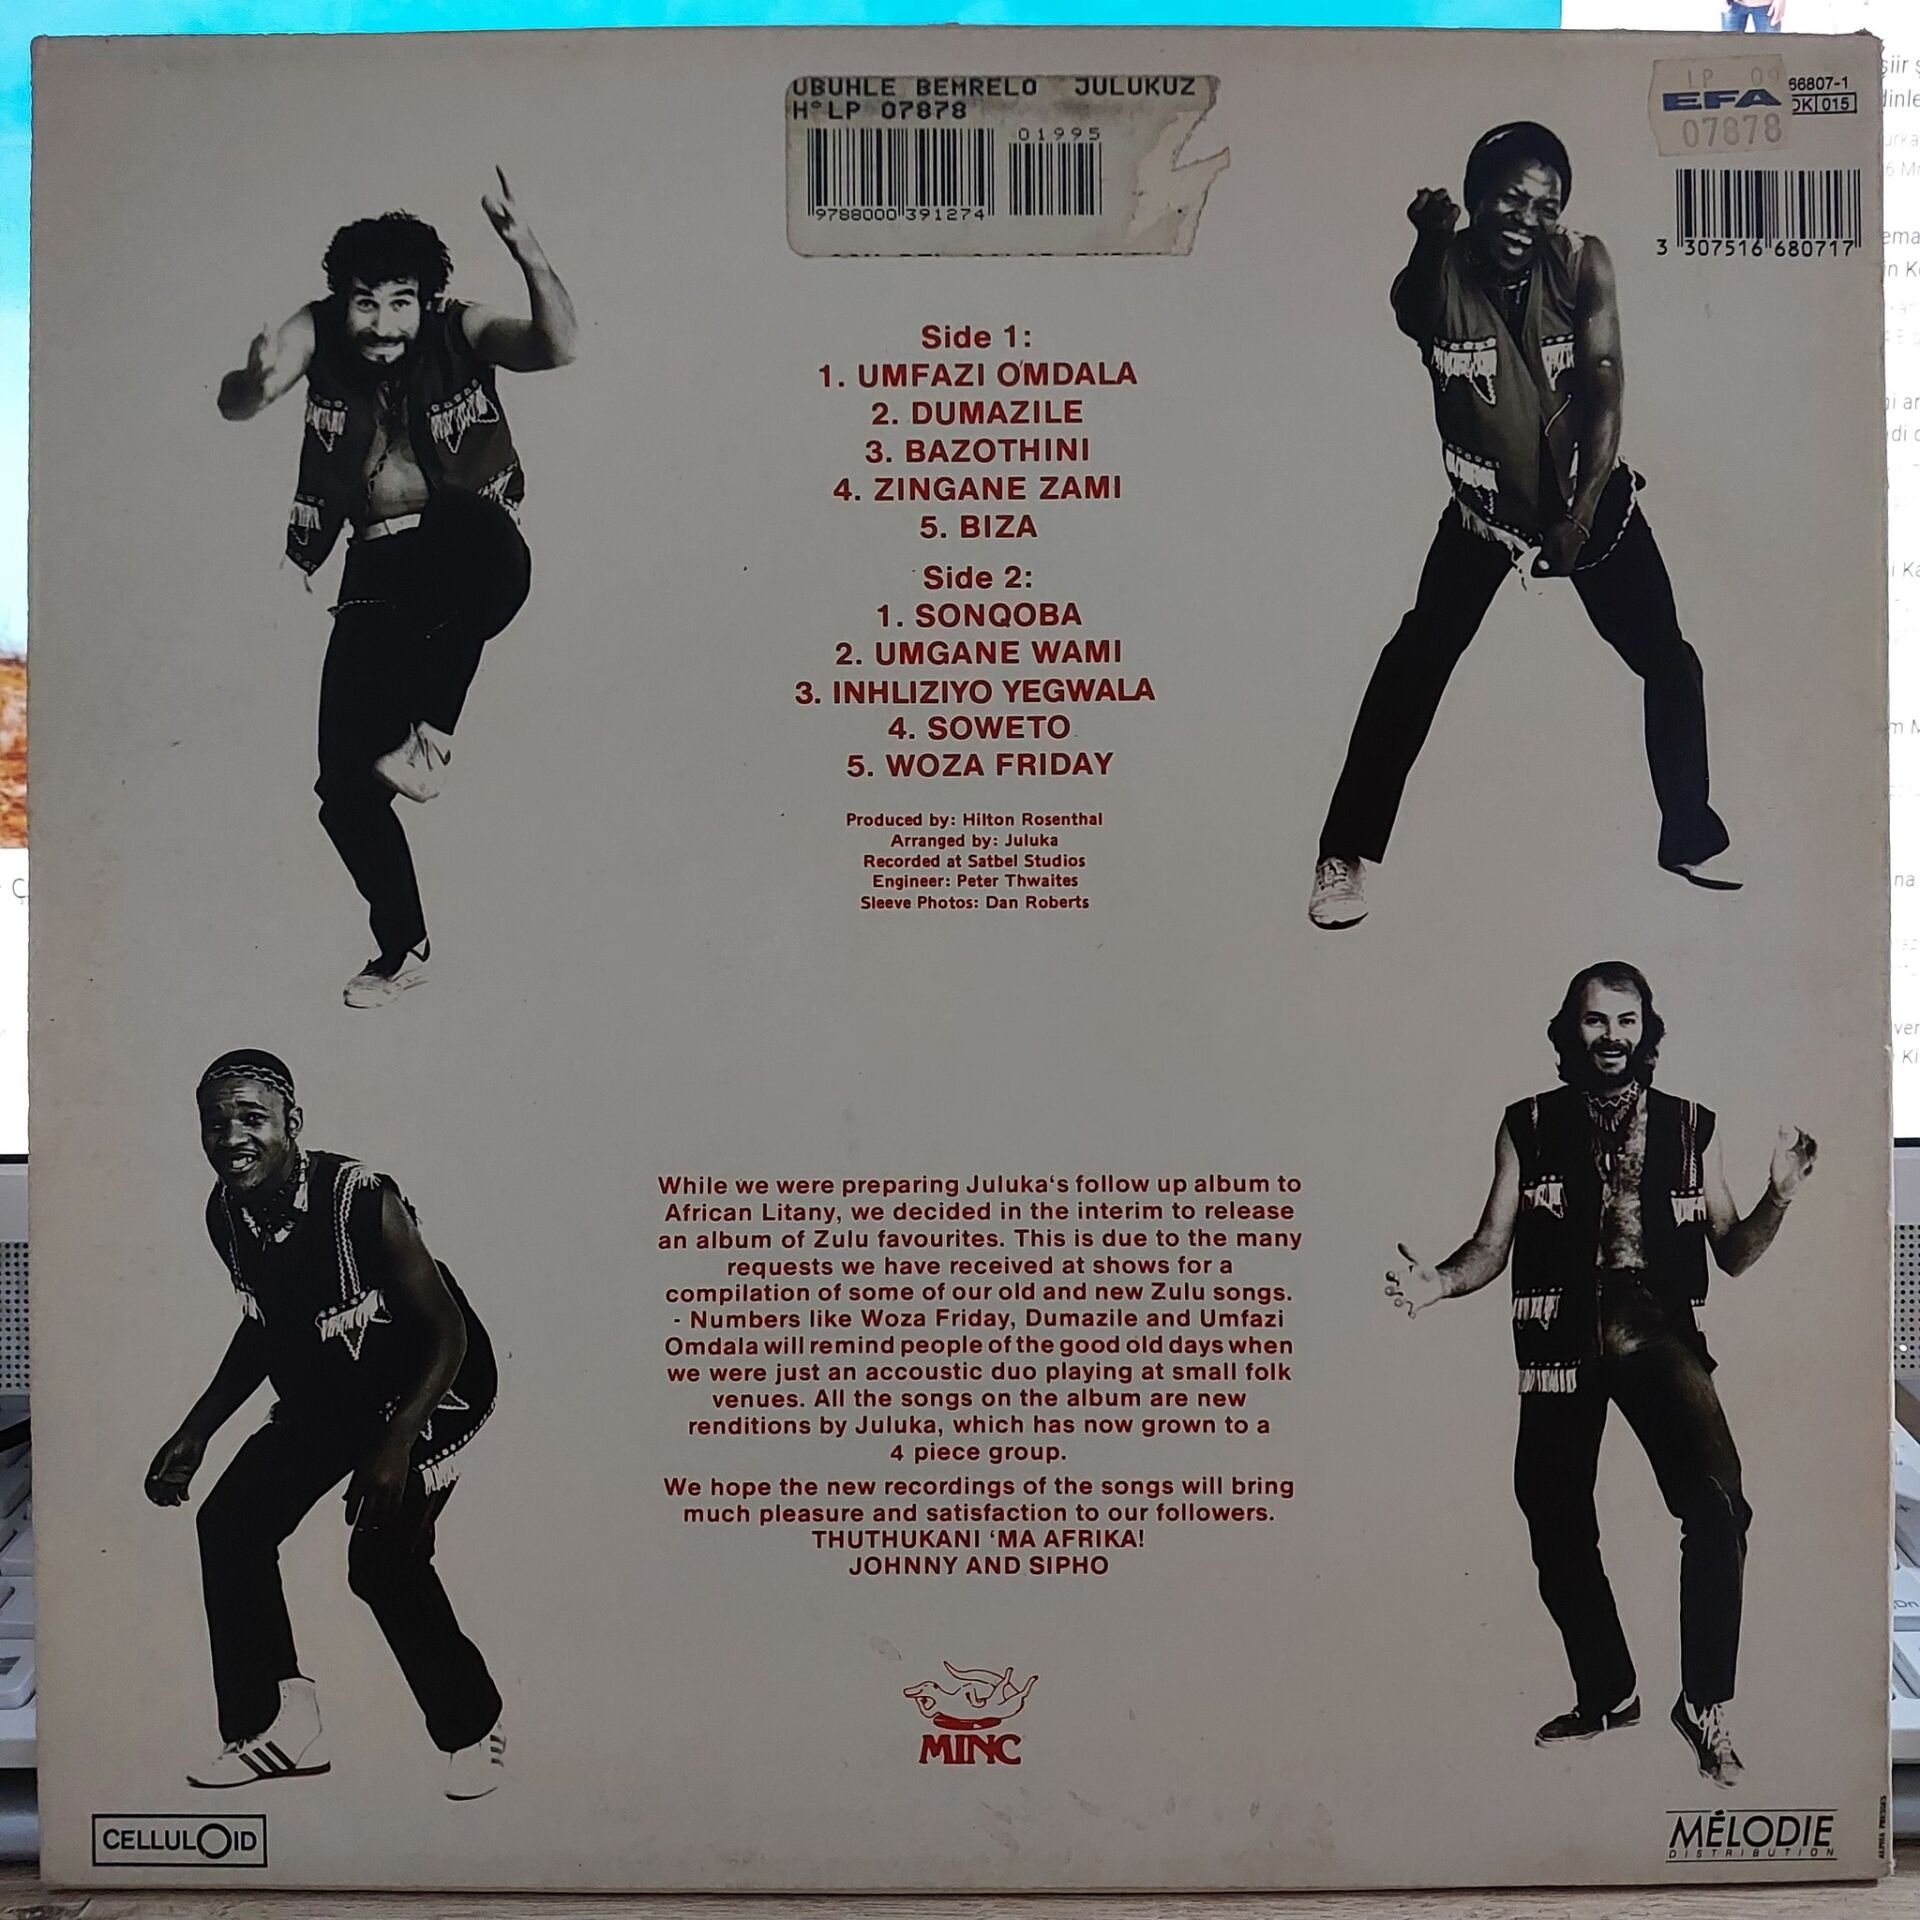 UBUHLE BEMRELO JULUKUZ
H°LP 07878
01995
9788000391274
LP 09
EFA
07878
66807-1
DK 015
3 307516 680717
Side 1:
1. UMFAZI O'MDALA
2. DUMAZILE
3. BAZOTHINI
4. ZINGANE ZAMI
5. BIZA
Side 2:
1. SONQOBA
2. UMGANE WAMI
3. INHLIZIYO YEGWALA
4. SOWETO
5. WOZA FRIDAY
Produced by: Hilton Rosenthal
Arranged by: Juluka
Recorded at Satbel Studios
Engineer: Peter Thwaites
Sleeve Photos: Dan Roberts
While we were preparing Juluka‘s follow up album to
African Litany, we decided in the interim to release
an album of Zulu favourites. This is due to the many
requests we have received at shows for a
compilation of some of our old and new Zulu songs.
- Numbers like Woza Friday, Dumazile and Umfazi
Omdala will remind people of the good old days when
we were just an accoustic duo playing at small folk
venues. All the songs on the album are new
renditions by Juluka, which has now grown to a
4 piece group.
We hope the new recordings of the songs will bring
much pleasure and satisfaction to our followers.
THUTHUKANI ‘MA AFRIKA!
JOHNNY AND SIPHO
MINC
CELLULOID
MÉLODIE
DISTRIBUTION